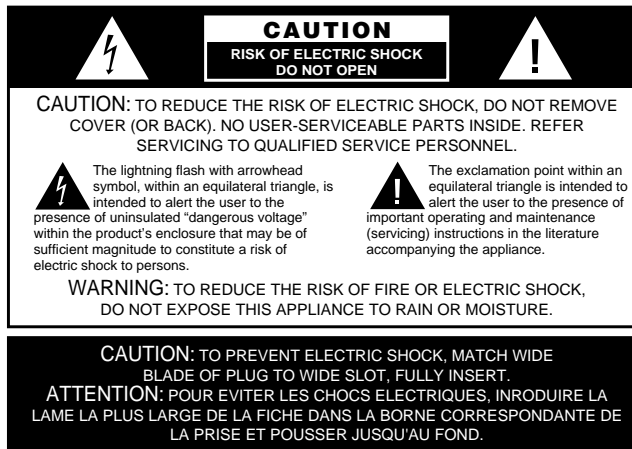 CAUTION
RISK OF ELECTRIC SHOCK
DO NOT OPEN
CAUTION: TO REDUCE THE RISK OF ELECTRIC SHOCK, DO NOT REMOVE
COVER (OR BACK). NO USER-SERVICEABLE PARTS INSIDE. REFER
SERVICING TO QUALIFIED SERVICE PERSONNEL.
The lightning flash with arrowhead
symbol, within an equilateral triangle, is
intended to alert the user to the
presence of uninsulated “dangerous voltage”
within the product's enclosure that may be of
sufficient magnitude to constitute a risk of
electric shock to persons.
The exclamation point within an
equilateral triangle is intended to
alert the user to the presence of
important operating and maintenance
(servicing) instructions in the literature
accompanying the appliance.
WARNING: TO REDUCE THE RISK OF FIRE OR ELECTRIC SHOCK,
DO NOT EXPOSE THIS APPLIANCE TO RAIN OR MOISTURE.
CAUTION: TO PREVENT ELECTRIC SHOCK, MATCH WIDE
BLADE OF PLUG TO WIDE SLOT, FULLY INSERT.
ATTENTION: POUR EVITER LES CHOCS ELECTRIQUES, INRODUIRE LA
LAME LA PLUS LARGE DE LA FICHE DANS LA BORNE CORRESPONDANTE DE
LA PRISE ET POUSSER JUSQU'AU FOND.